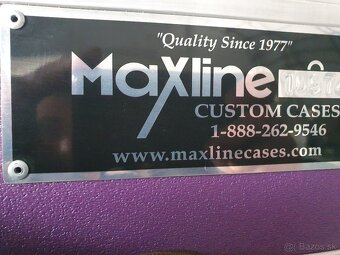 "Quality Since 1977"
MaXline
CUSTOM CASES
1-888-262-9546
www.maxlinecases.com
Bazos.sk